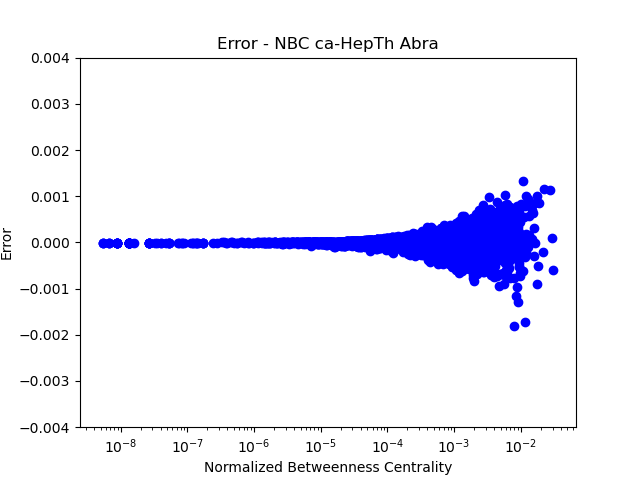 Error - NBC ca-HepTh Abra
0.004
0.003
0.002
0.001
0.000
−0.001
−0.002
−0.003
−0.004
Error
10⁻⁸ 10⁻⁷ 10⁻⁶ 10⁻⁵ 10⁻⁴ 10⁻³ 10⁻²
Normalized Betweenness Centrality